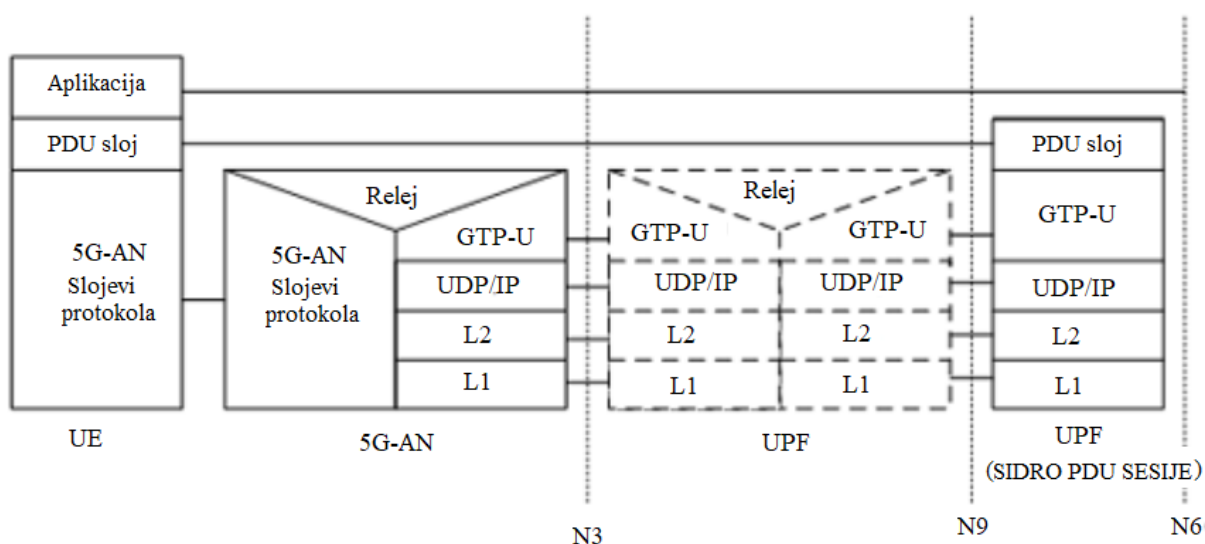 Aplikacija
PDU sloj
PDU sloj
Relej
Relej
GTP-U
GTP-U
GTP-U
GTP-U
5G-AN
Slojevi
protokola
5G-AN
Slojevi
protokola
UDP/IP
UDP/IP
UDP/IP
UDP/IP
L2
L2
L2
L2
L1
L1
L1
L1
UE
5G-AN
UPF
UPF
(SIDRO PDU SESIJE)
N3
N9
N6